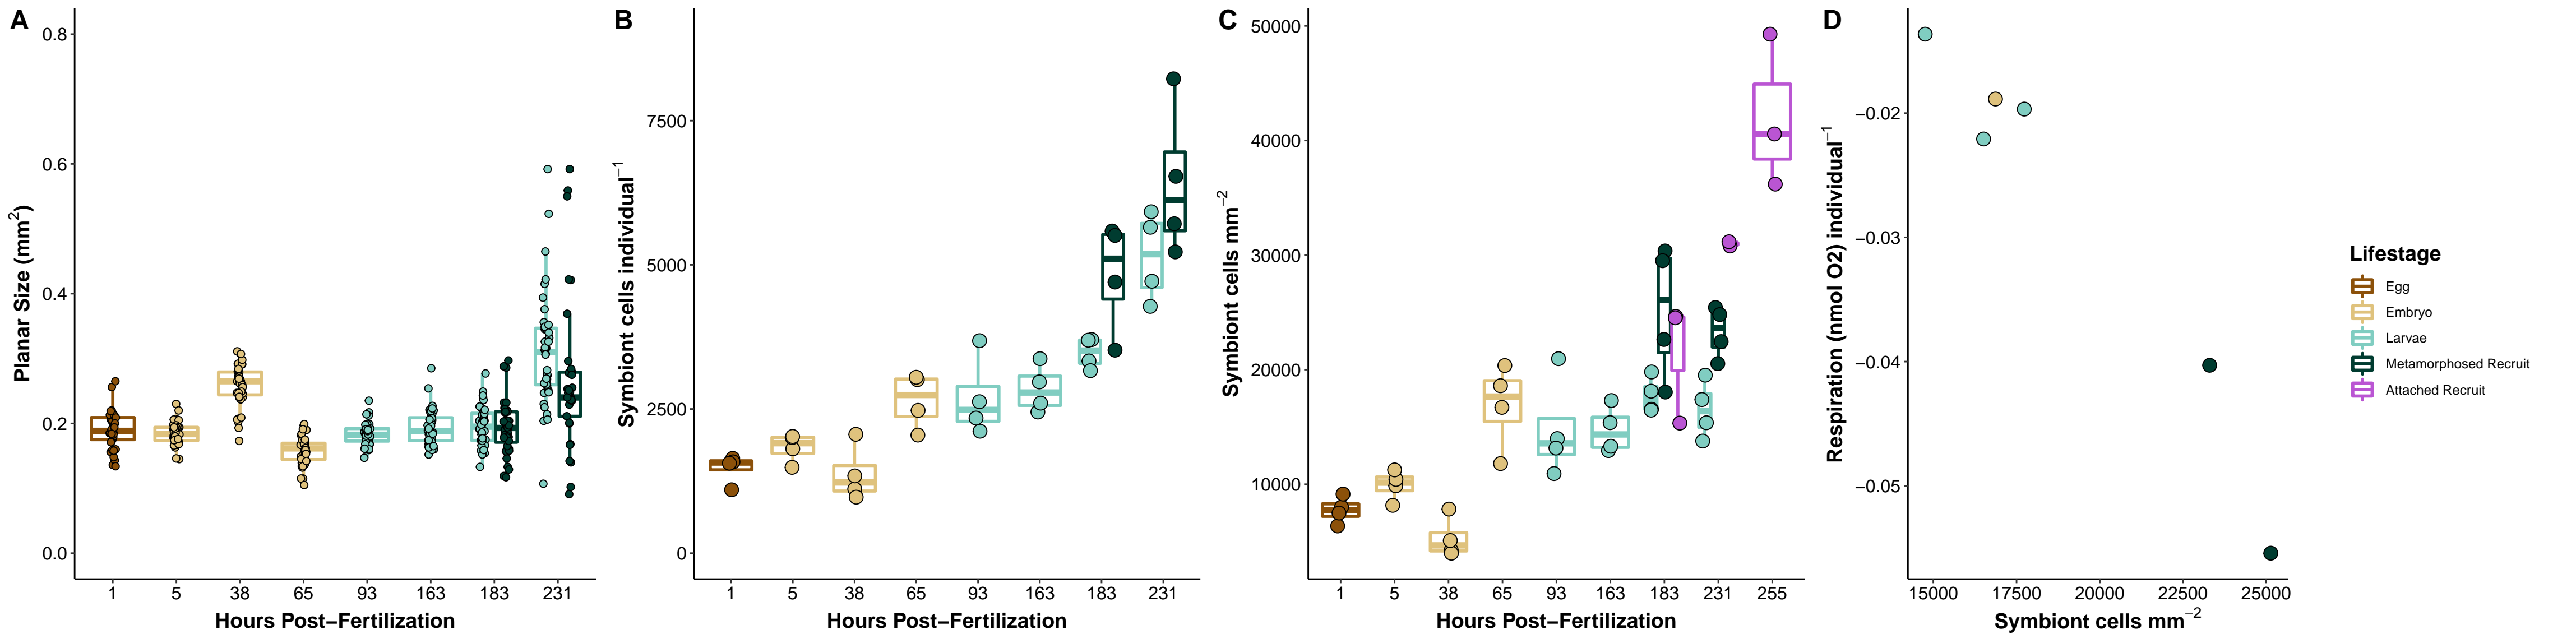 A
Planar Size (mm2)
0.8
0.6
0.4
0.2
0.0
1 5 38 65 93 163 183 231
Hours Post−Fertilization
B
Symbiont cells individual−1
7500
5000
2500
0
1 5 38 65 93 163 183 231
Hours Post−Fertilization
C
Symbiont cells mm−2
50000
40000
30000
20000
10000
1 5 38 65 93 163 183 231 255
Hours Post−Fertilization
D
Respiration (nmol O2) individual−1
−0.02
−0.03
−0.04
−0.05
15000 17500 20000 22500 25000
Symbiont cells mm−2
Lifestage
Egg
Embryo
Larvae
Metamorphosed Recruit
Attached Recruit